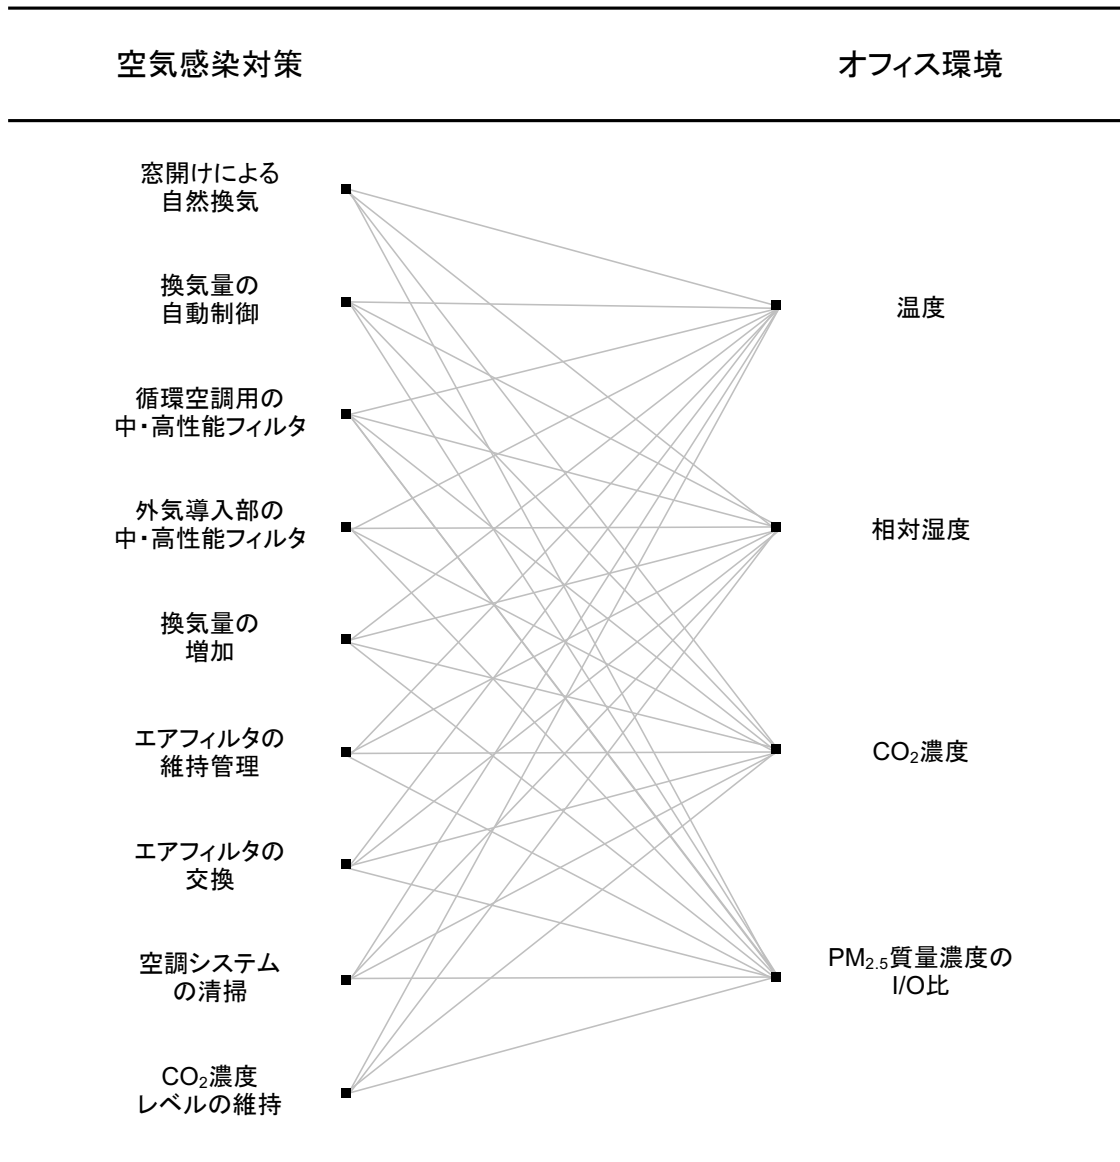 空気感染対策
オフィス環境
窓開けによる
自然換気
換気量の
自動制御
循環空調用の
中・高性能フィルタ
外気導入部の
中・高性能フィルタ
換気量の
増加
エアフィルタの
維持管理
エアフィルタの
交換
空調システム
の清掃
CO₂濃度
レベルの維持
温度
相対湿度
CO₂濃度
PM₂.₅質量濃度の
I/O比